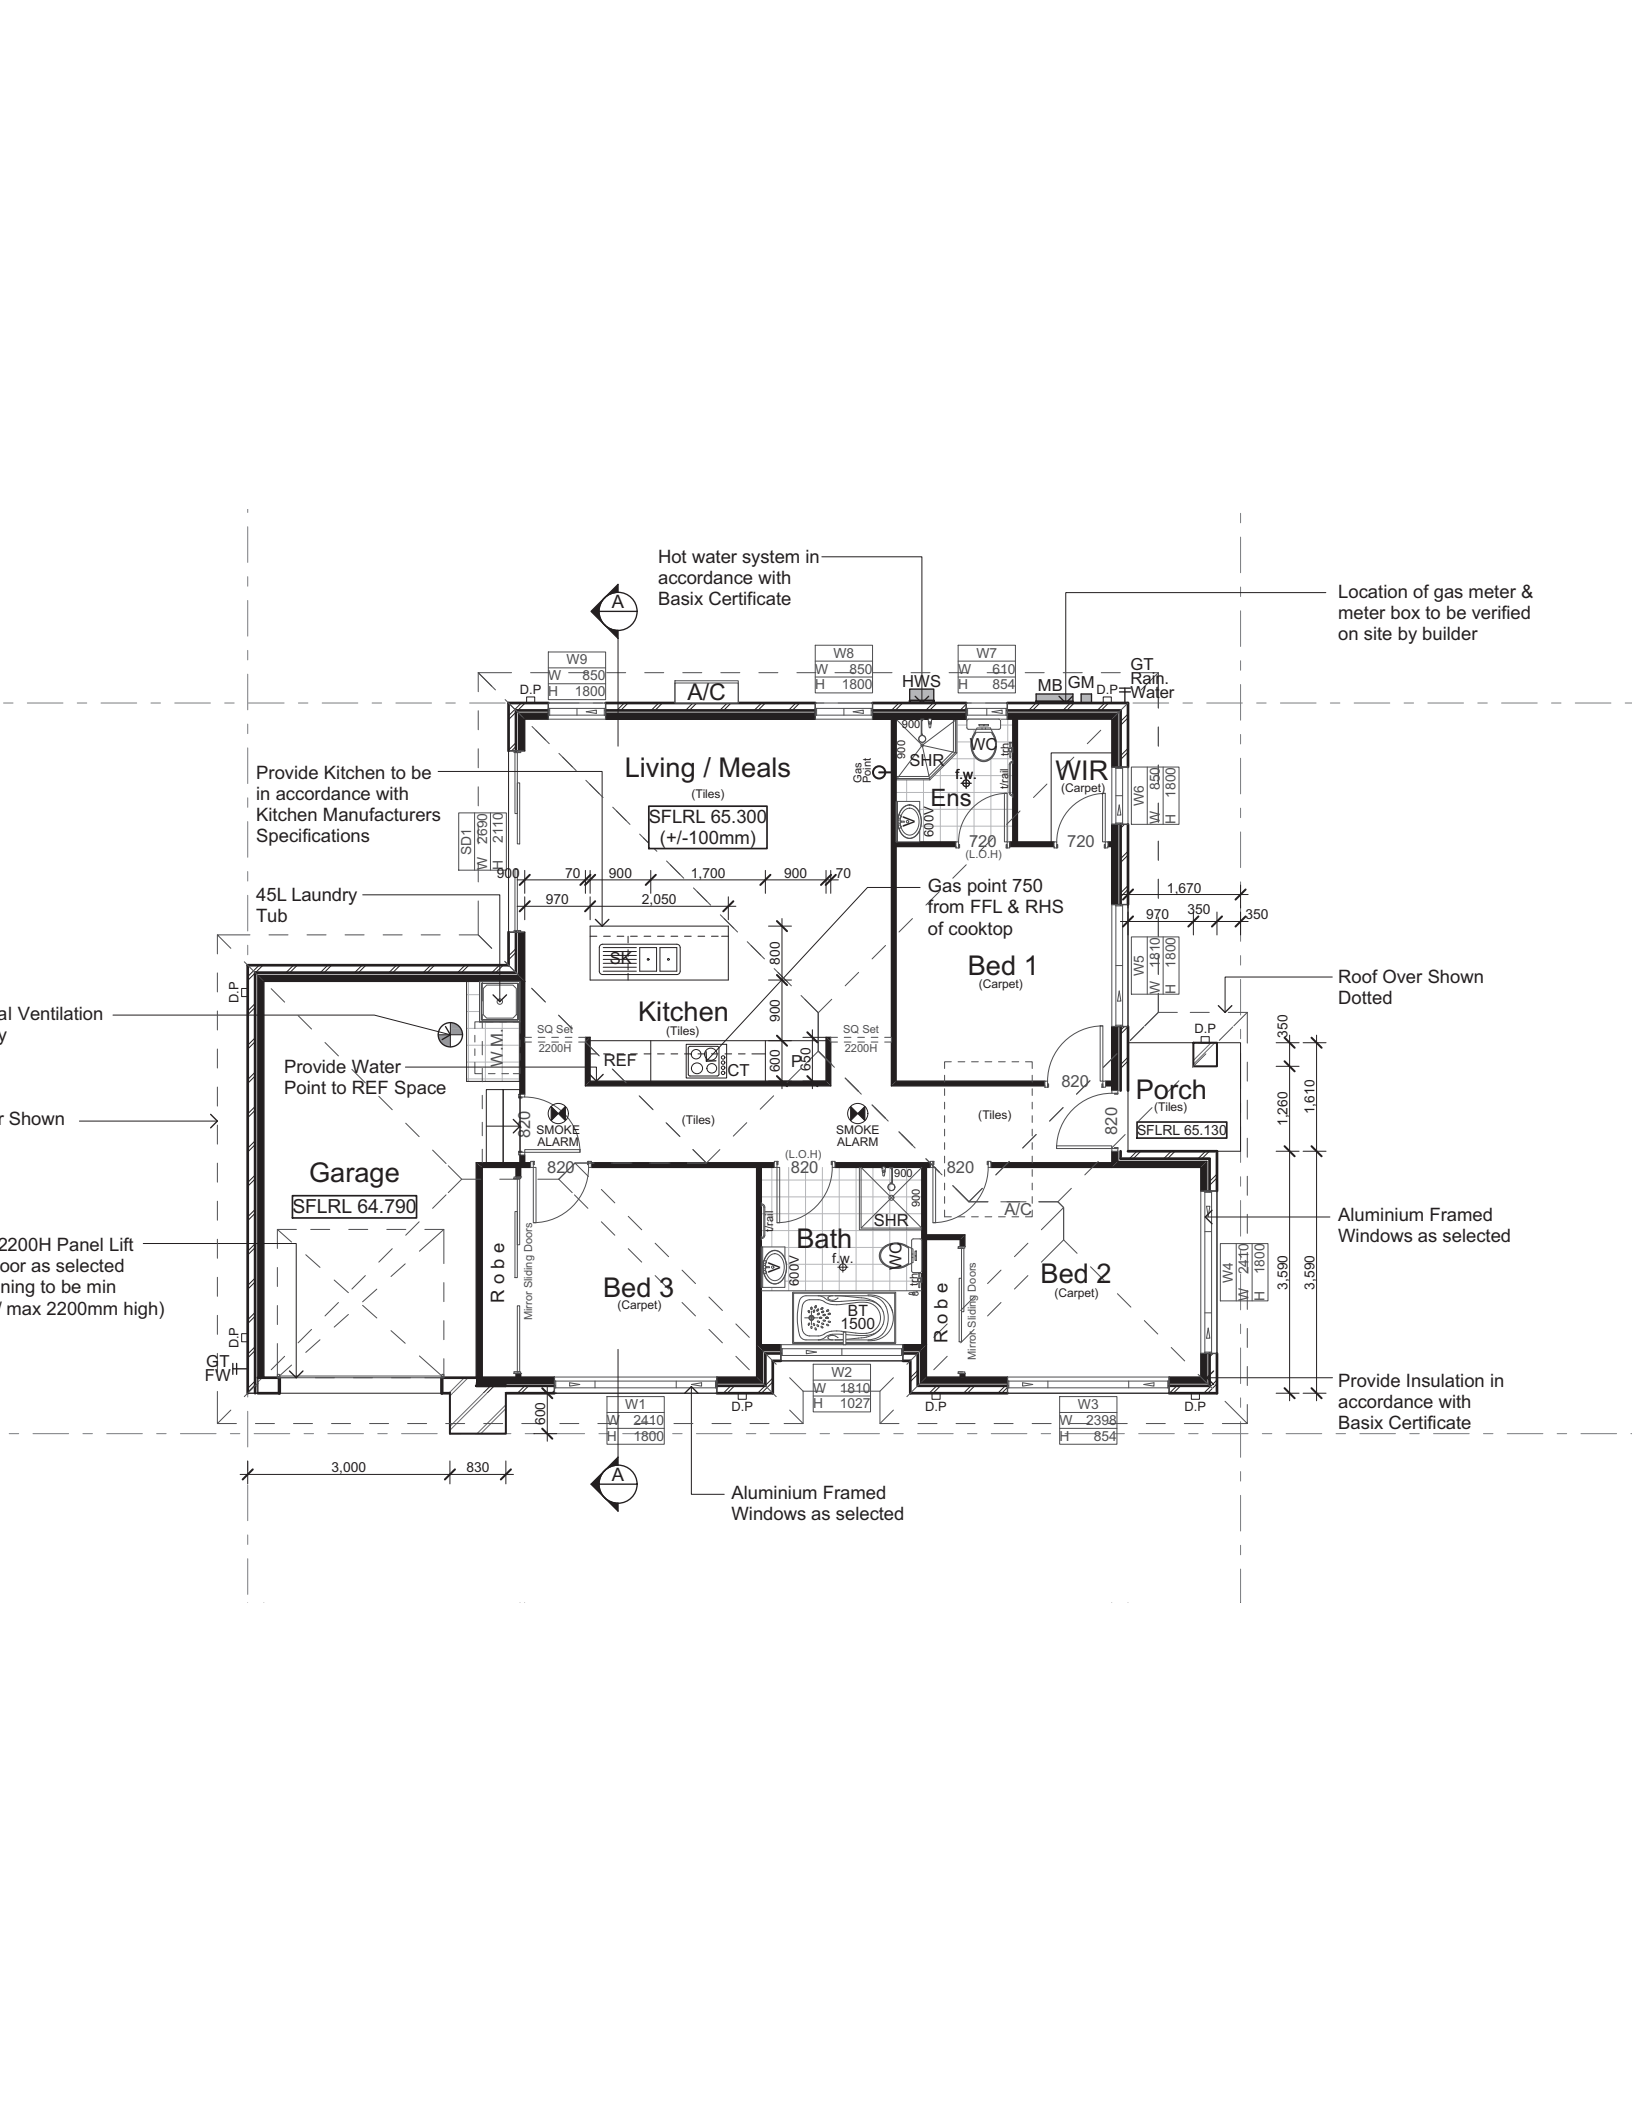 Hot water system in
accordance with
Basix Certificate
A
Location of gas meter &
meter box to be verified
on site by builder
W9
W 850
H 1800
W8
W 850
H 1800
W7
W 610
H 854
D.P
A/C
HWS
MB
GM
D.P
GT
Rain.
Water
900
900
SHR
WC
trh
t/rail
f.w.
Ens
600V
720
(L.O.H)
WIR
(Carpet)
720
W6
W 850
H 1800
Living / Meals
(Tiles)
SFLRL 65.300
(+/-100mm)
Gas
Point
Provide Kitchen to be
in accordance with
Kitchen Manufacturers
Specifications
SD1
W 2690
H 2110
900
70
900
1,700
900
70
970
2,050
45L Laundry
Tub
Gas point 750
from FFL & RHS
of cooktop
1,670
970
350
350
W5
W 1810
H 1800
Bed 1
(Carpet)
SK
800
900
600
650
Kitchen
(Tiles)
SQ Set
2200H
SQ Set
2200H
REF
CT
P
Roof Over Shown
Dotted
D.P
D.P
al Ventilation
y
W.M.
Provide Water
Point to REF Space
820
Porch
(Tiles)
SFLRL 65.130
350
1,260
1,610
r Shown
820
SMOKE
ALARM
(Tiles)
SMOKE
ALARM
(Tiles)
820
820
(L.O.H)
820
820
Garage
SFLRL 64.790
900
900
SHR
t/rail
A/C
Aluminium Framed
Windows as selected
2200H Panel Lift
oor as selected
ning to be min
/ max 2200mm high)
Robe
Mirror Sliding Doors
Bed 3
(Carpet)
Bath
f.w.
WC
trh
600V
BT
1500
Robe
Mirror Sliding Doors
Bed 2
(Carpet)
W4
W 2410
H 1800
3,590
3,590
D.P
GT
FW
600
W1
W 2410
H 1800
D.P
W2
W 1810
H 1027
D.P
W3
W 2398
H 854
D.P
Provide Insulation in
accordance with
Basix Certificate
3,000
830
A
Aluminium Framed
Windows as selected